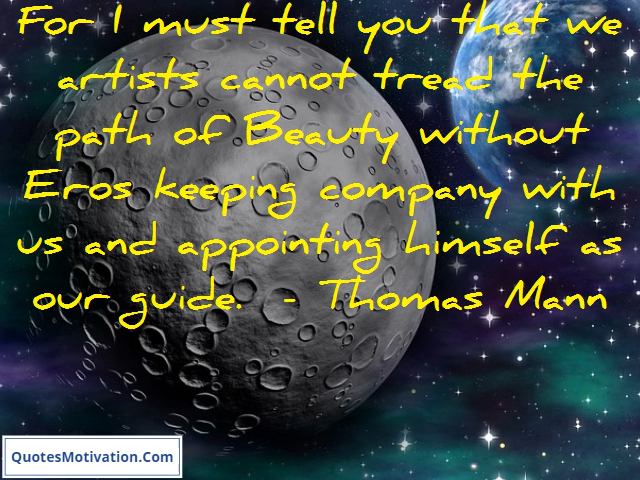 For I must tell you that we
artists cannot tread the
path of Beauty without
Eros keeping company with
us and appointing himself as
our guide. - Thomas Mann
QuotesMotivation.Com